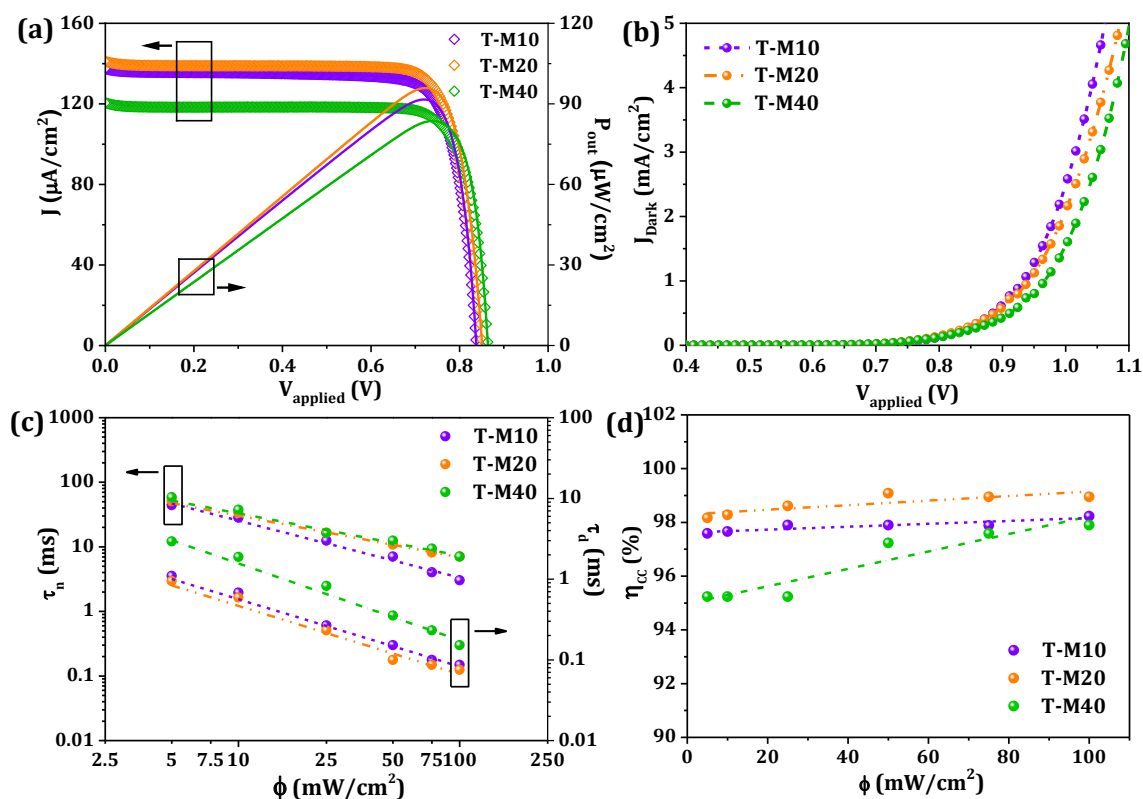 (a)
160
120
80
40
0
J (μA/cm²)
120
90
60
30
0
P_out (μW/cm²)
T-M10
T-M20
T-M40
0.0 0.2 0.4 0.6 0.8 1.0
V_applied (V)
(b)
5
4
3
2
1
0
J_Dark (mA/cm²)
T-M10
T-M20
T-M40
0.4 0.5 0.6 0.7 0.8 0.9 1.0 1.1
V_applied (V)
(c)
1000
100
10
1
0.1
0.01
τ_n (ms)
100
10
1
0.1
0.01
τ_d (ms)
T-M10
T-M20
T-M40
2.5 5 7.5 10 25 50 75 100 250
ϕ (mW/cm²)
(d)
102
100
98
96
94
92
90
η_CC (%)
T-M10
T-M20
T-M40
0 20 40 60 80 100
ϕ (mW/cm²)